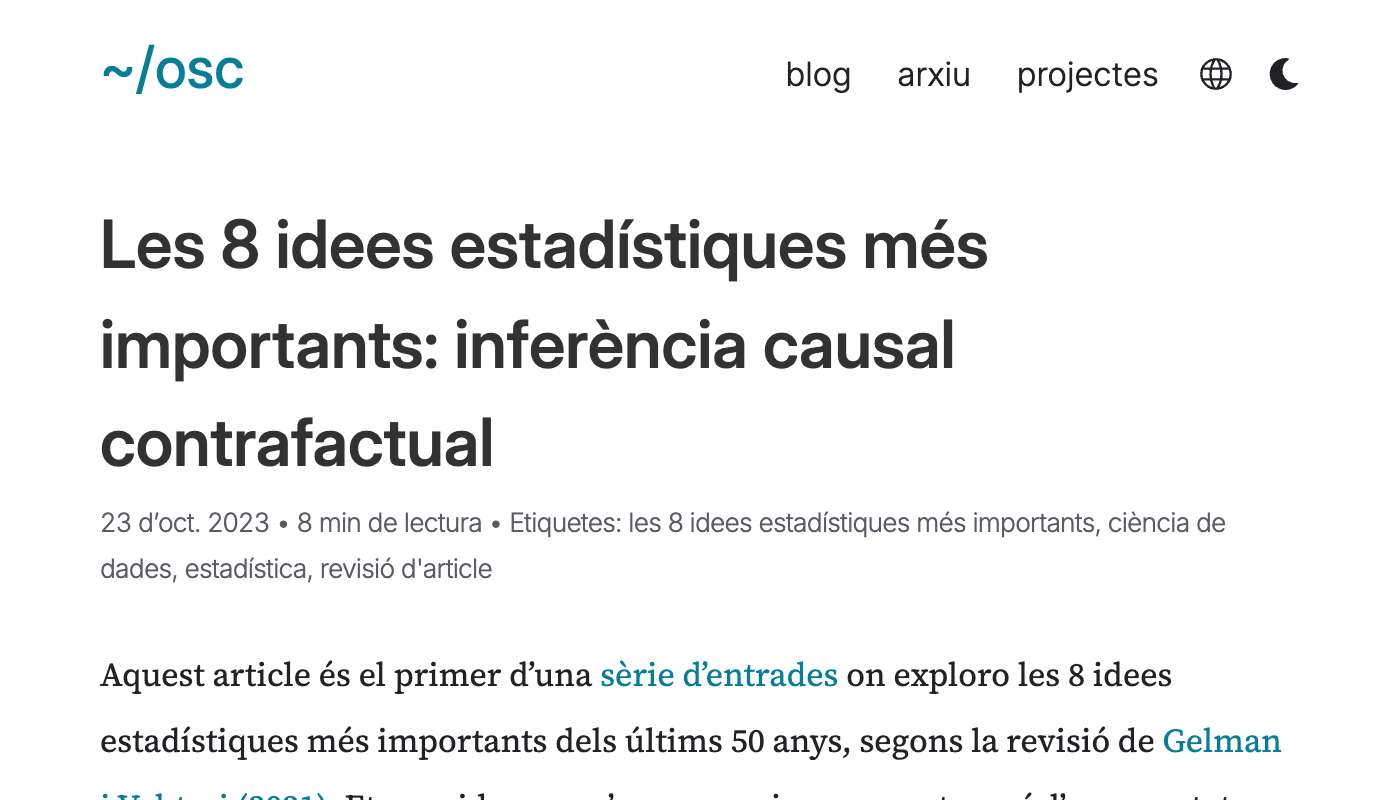 ~/osc
blog arxiu projectes
Les 8 idees estadístiques més
importants: inferència causal
contrafactual
23 d’oct. 2023 • 8 min de lectura • Etiquetes: les 8 idees estadístiques més importants, ciència de
dades, estadística, revisió d'article
Aquest article és el primer d’una sèrie d’entrades on exploro les 8 idees
estadístiques més importants dels últims 50 anys, segons la revisió de Gelman